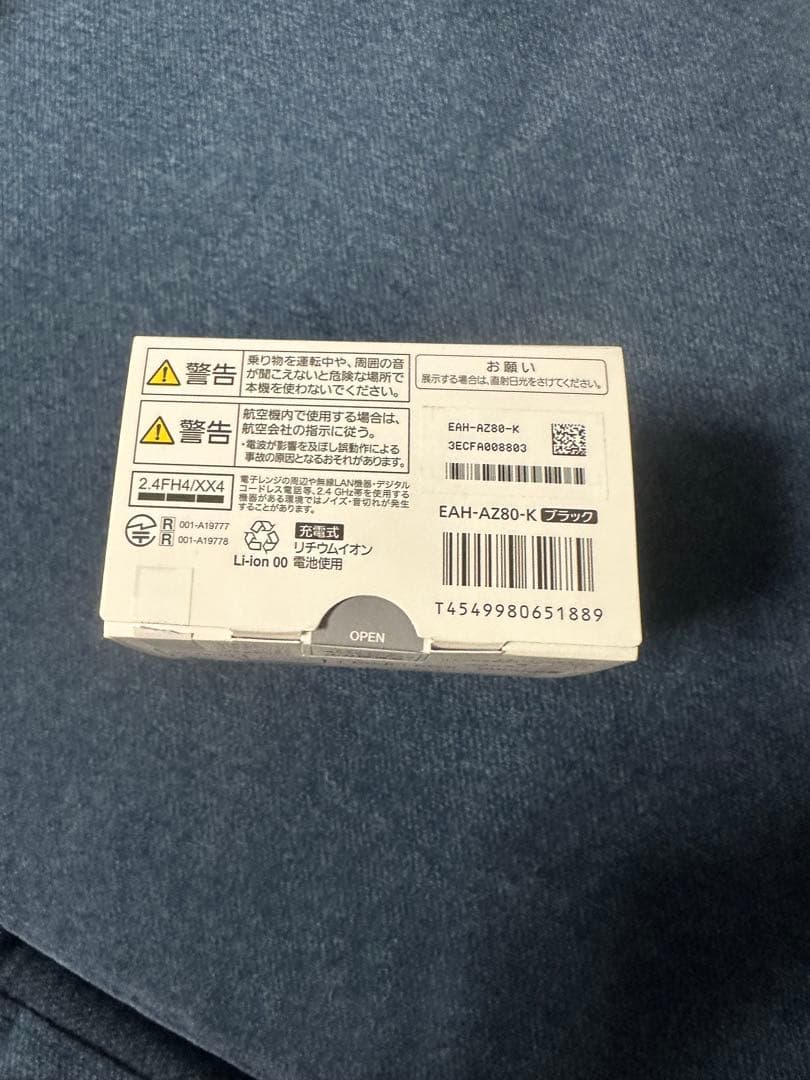 警告
乗り物を運転中や、周囲の音
が聞こえないと危険な場所で
本機を使わないでください。
お願い
展示する場合は、直射日光をさけてください。
警告
航空機内で使用する場合は、
航空会社の指示に従う。
・電波が影響を及ぼし誤動作による
事故の原因となるおそれがあります。
EAH-AZ80-K
3ECFA008803
2.4FH4/XX4
電子レンジの周辺や無線LAN機器・デジタル
コードレス電話等、2.4 GHz帯を使用する
機器がある環境ではノイズ・音切れが発生
することがあります。
R 001-A19777
R 001-A19778
Li-ion 00
充電式
リチウムイオン
電池使用
EAH-AZ80-K ブラック
T4549980651889
OPEN